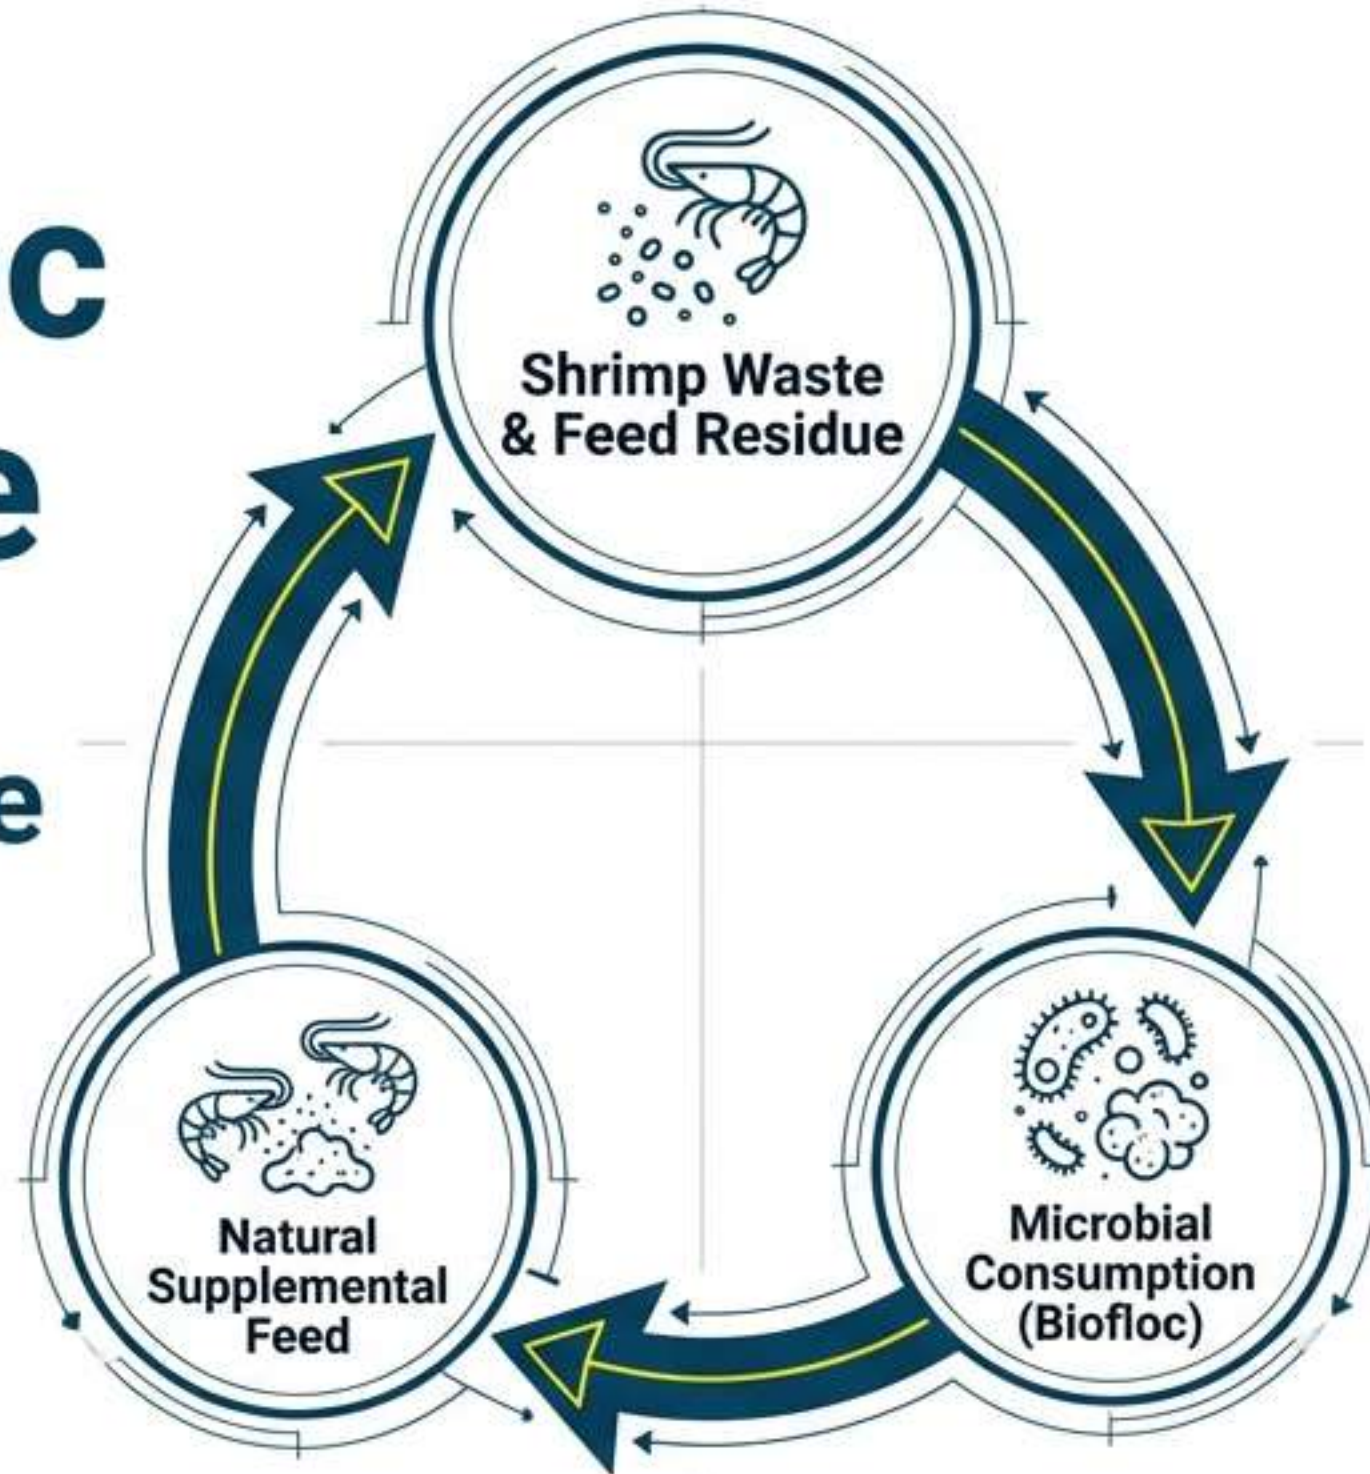 c
e
e
Shrimp Waste
& Feed Residue
Natural
Supplemental
Feed
Microbial
Consumption
(Biofloc)